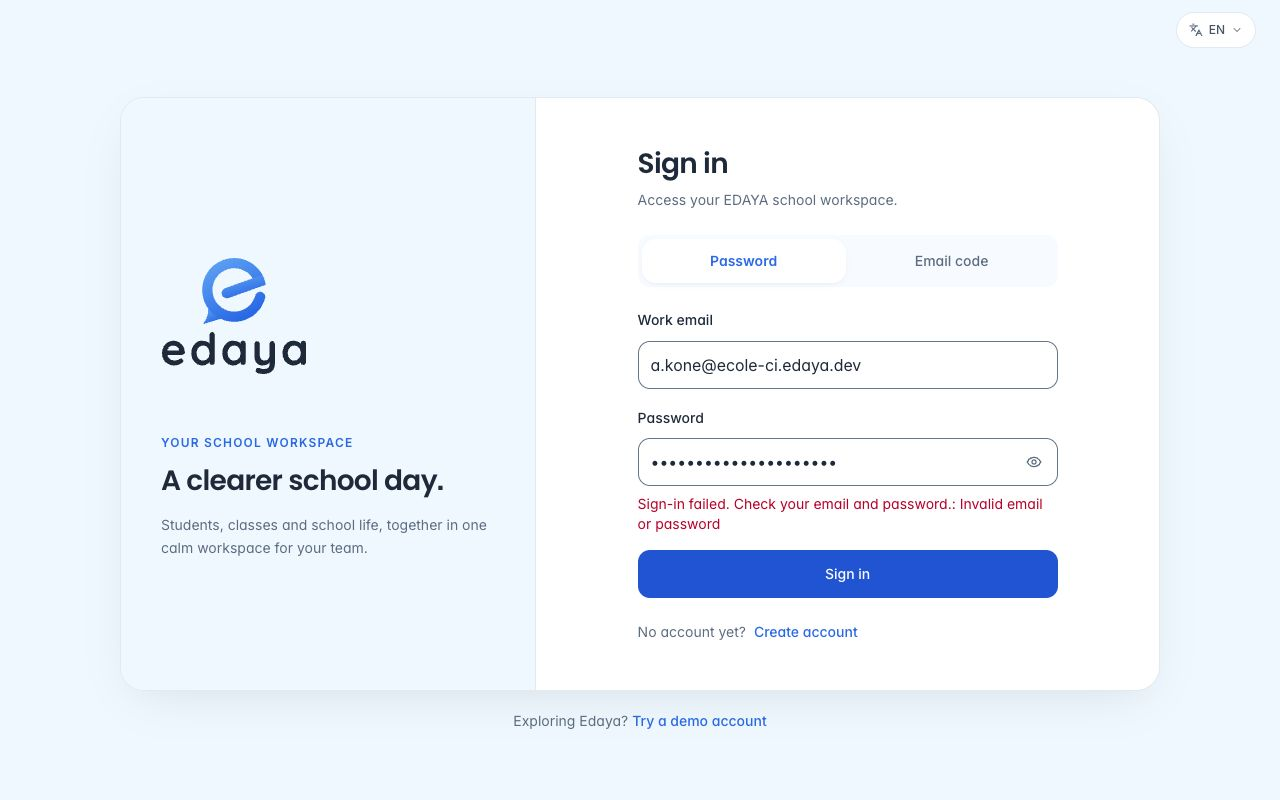 EN
edaya
YOUR SCHOOL WORKSPACE
A clearer school day.
Students, classes and school life, together in one
calm workspace for your team.
Sign in
Access your EDAYA school workspace.
Password
Email code
Work email
a.kone@ecole-ci.edaya.dev
Password
•••••••••••••••••••••
Sign-in failed. Check your email and password.: Invalid email
or password
Sign in
No account yet? Create account
Exploring Edaya? Try a demo account